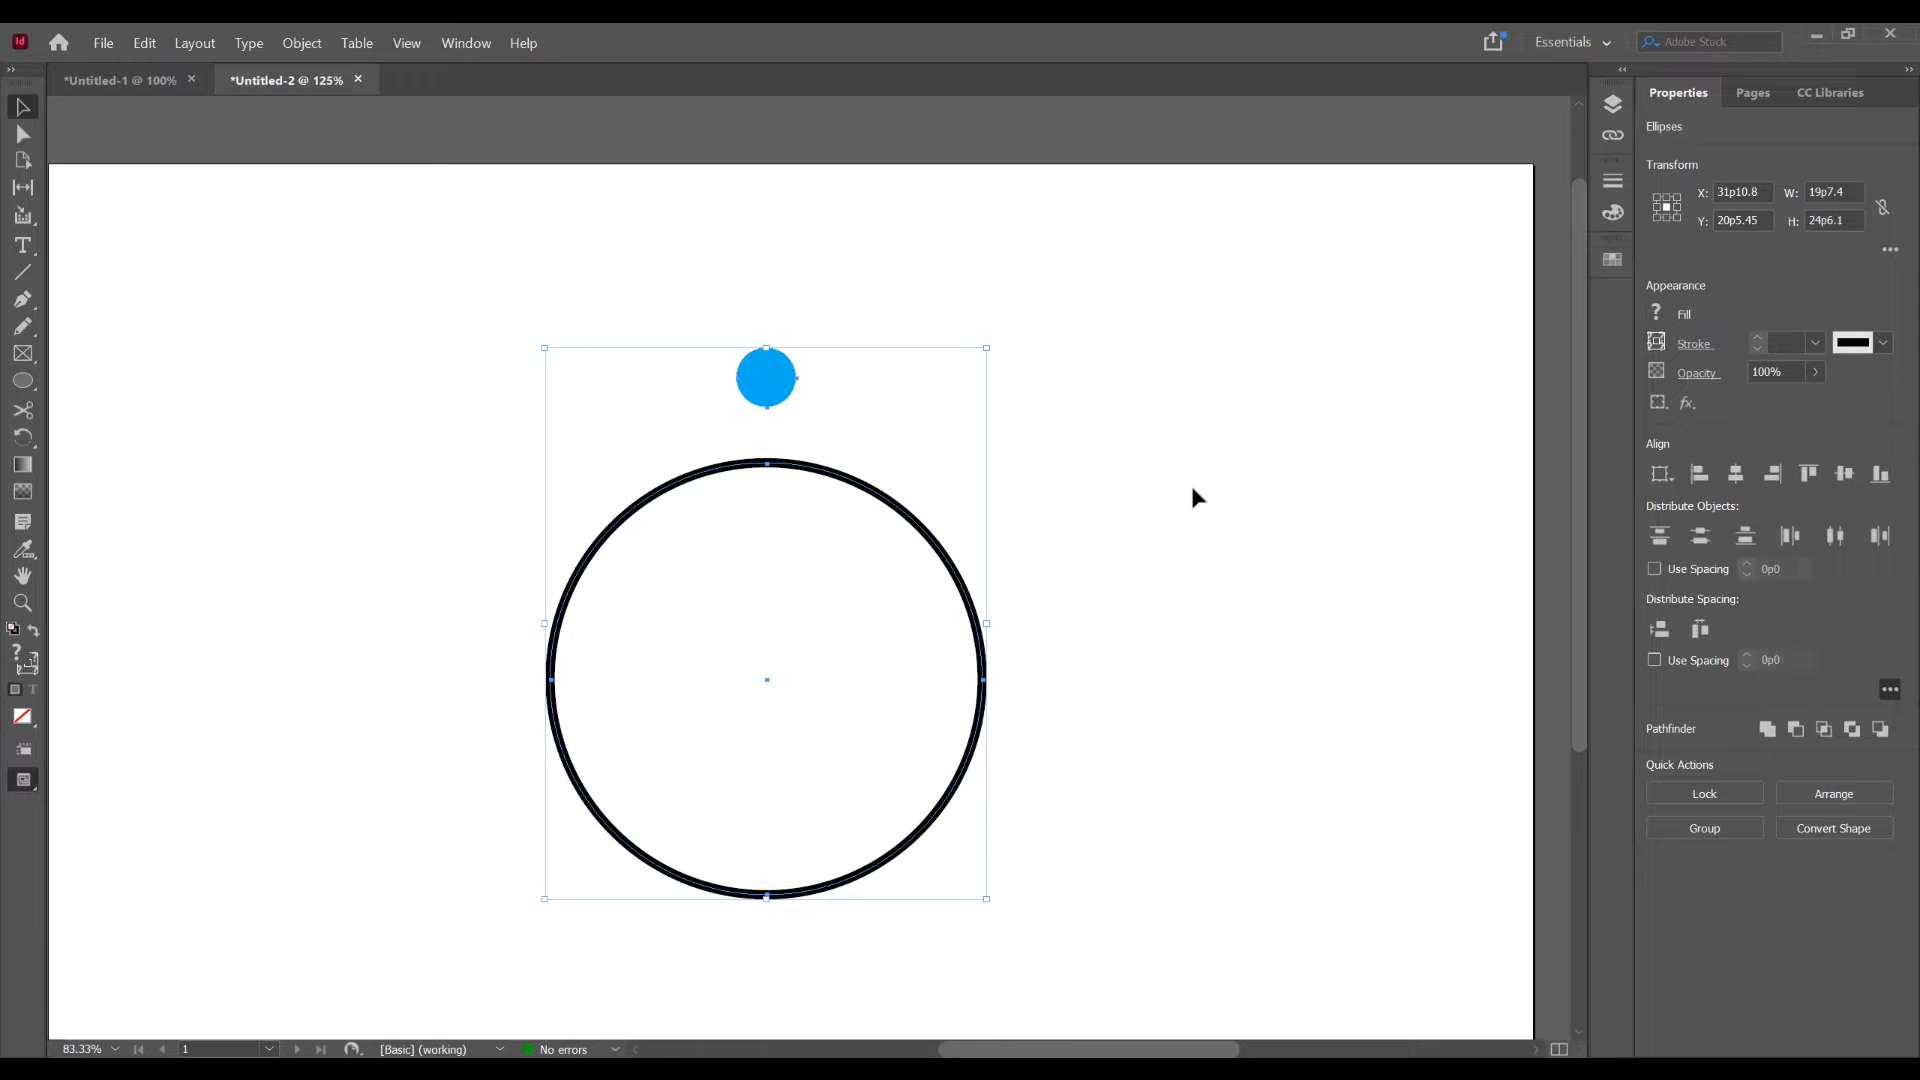 Id
File Edit Layout Type Object Table View Window Help
Essentials
Adobe Stock
*Untitled-1 @ 100% ×
*Untitled-2 @ 125% ×
Properties Pages CC Libraries
Ellipses
Transform
X: 31p10.8 W: 19p7.4
Y: 20p5.45 H: 24p6.1
Appearance
? Fill
Stroke
Opacity 100%
fx.
Align
Distribute Objects:
Use Spacing 0p0
Distribute Spacing:
Use Spacing 0p0
Pathfinder
Quick Actions
Lock Arrange
Group Convert Shape
T
?
T
83.33% 1 [Basic] (working) No errors